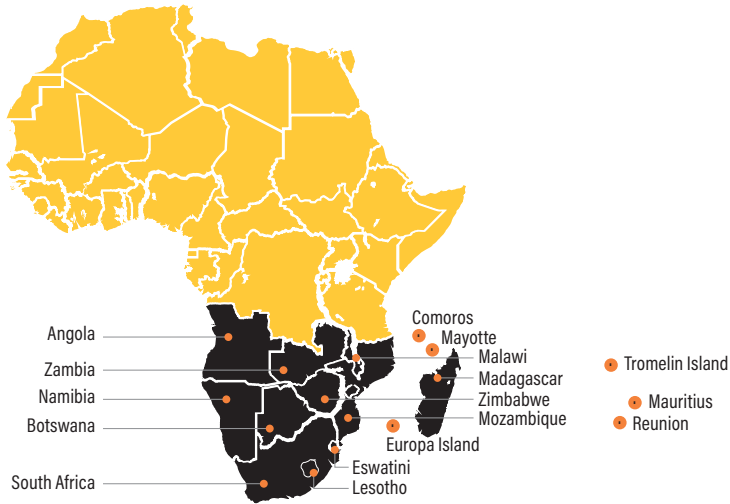 Comoros
Angola
Mayotte
Malawi
Tromelin Island
Zambia
Madagascar
Namibia
Zimbabwe
Mauritius
Mozambique
Reunion
Botswana
Europa Island
Eswatini
South Africa
Lesotho